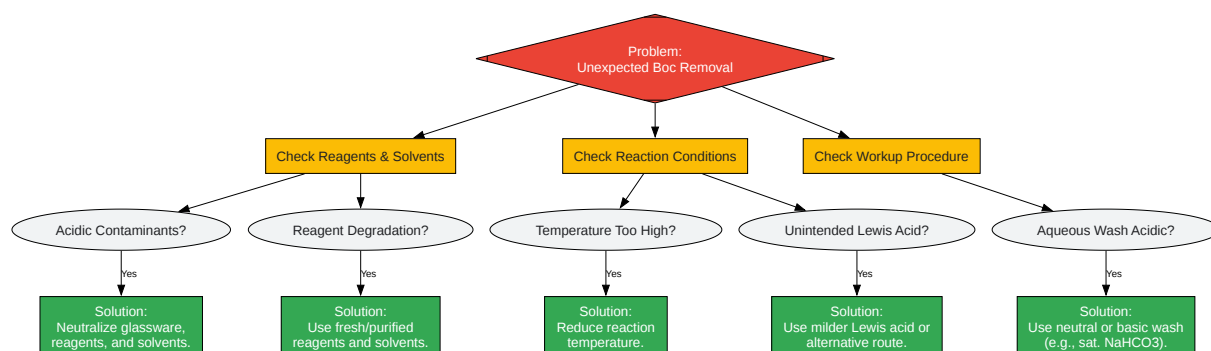 Problem:
Unexpected Boc Removal
Check Reagents & Solvents
Check Reaction Conditions
Check Workup Procedure
Acidic Contaminants?
Reagent Degradation?
Temperature Too High?
Unintended Lewis Acid?
Aqueous Wash Acidic?
Yes
Yes
Yes
Yes
Yes
Solution:
Neutralize glassware,
reagents, and solvents.
Solution:
Use fresh/purified
reagents and solvents.
Solution:
Reduce reaction
temperature.
Solution:
Use milder Lewis acid or
alternative route.
Solution:
Use neutral or basic wash
(e.g., sat. NaHCO3).